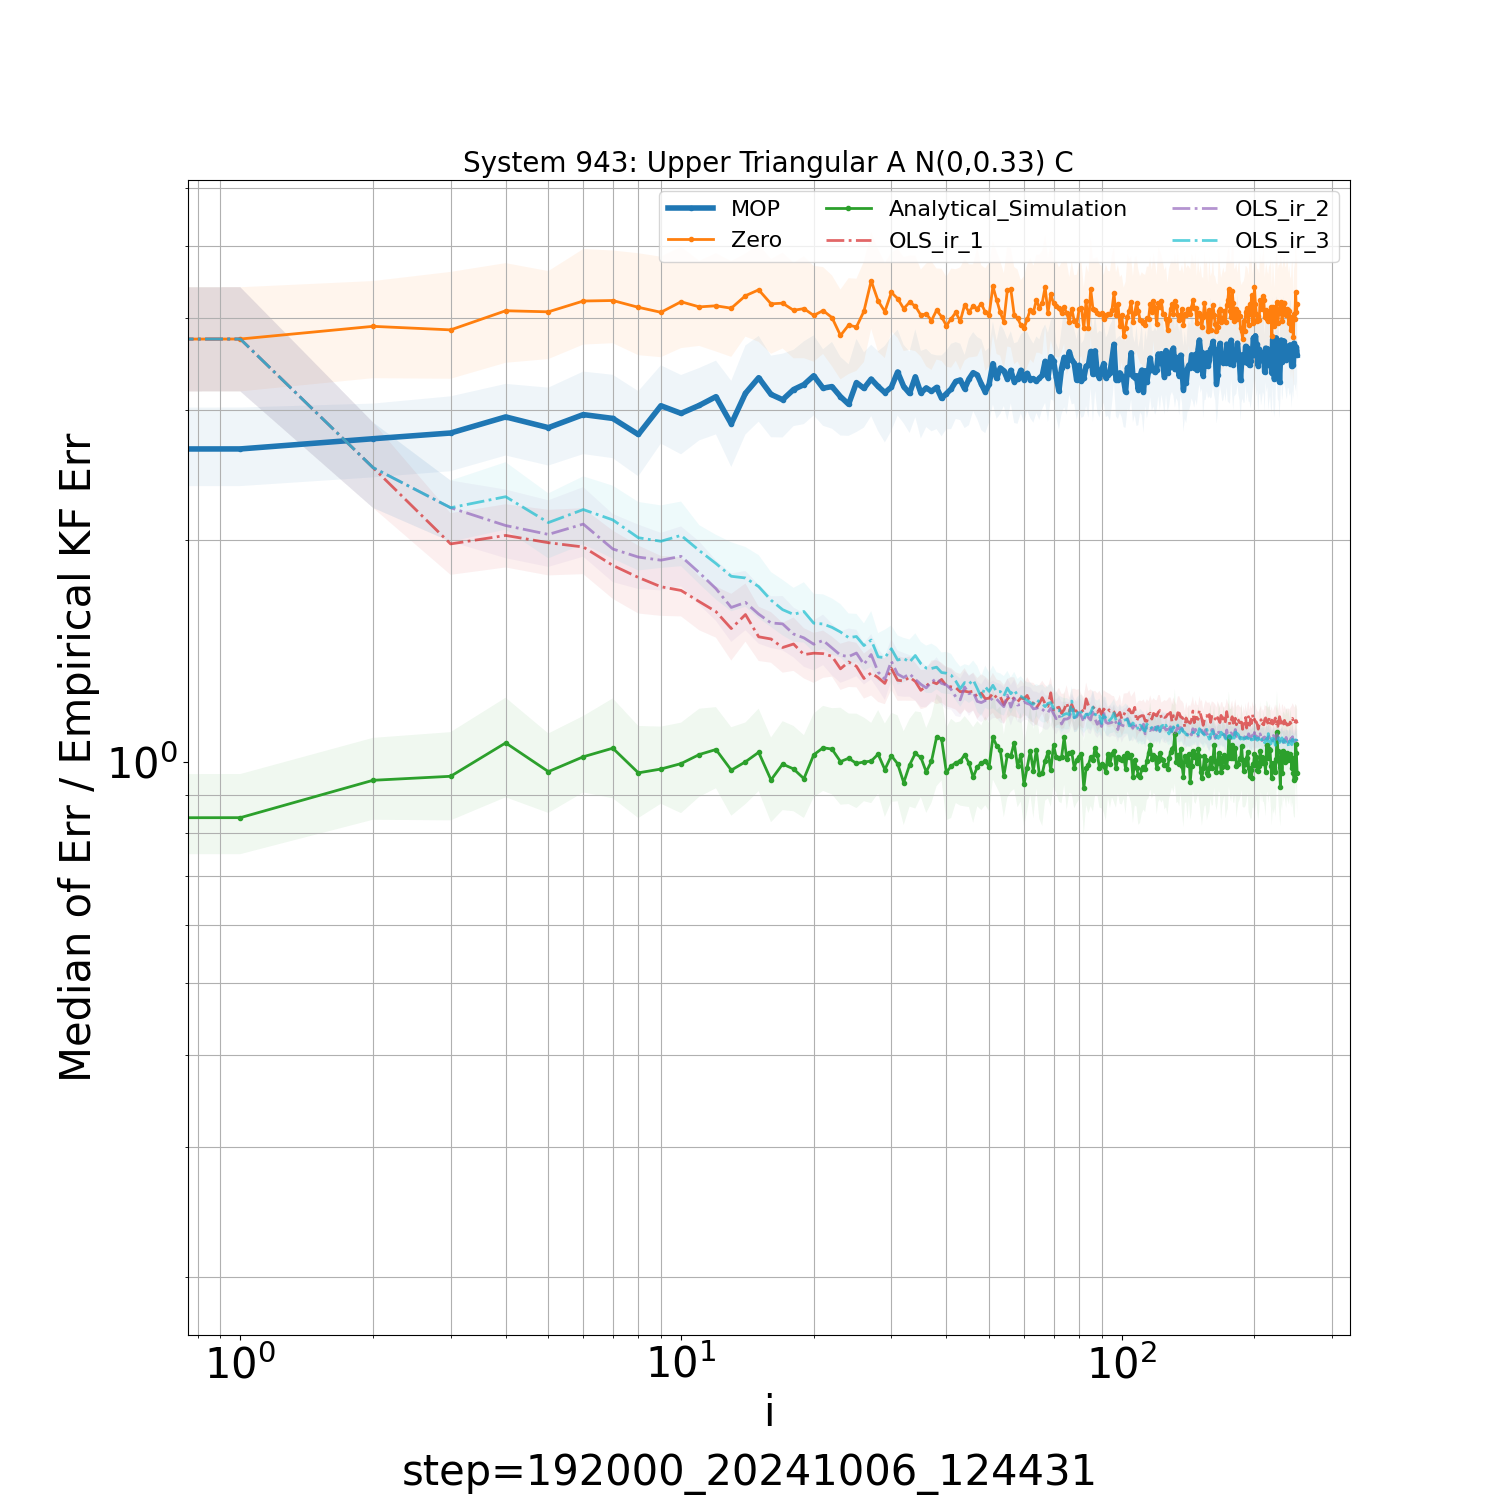 System 943: Upper Triangular A N(0,0.33) C
MOP
Zero
Analytical_Simulation
OLS_ir_1
OLS_ir_2
OLS_ir_3
Median of Err / Empirical KF Err
10⁰
10⁰ 10¹ 10²
i
step=192000_20241006_124431